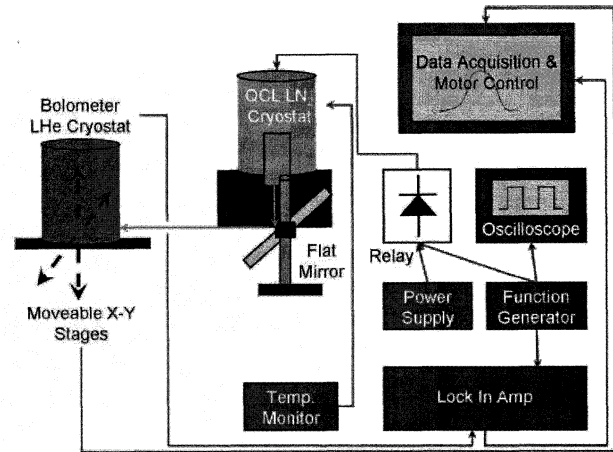 Data Acquisition &
Motor Control
QCL LN
Cryostat
Bolometer
LHe Cryostat
Flat
Mirror
Relay
Oscilloscope
Moveable X-Y
Stages
Power
Supply
Function
Generator
Temp.
Monitor
Lock In Amp